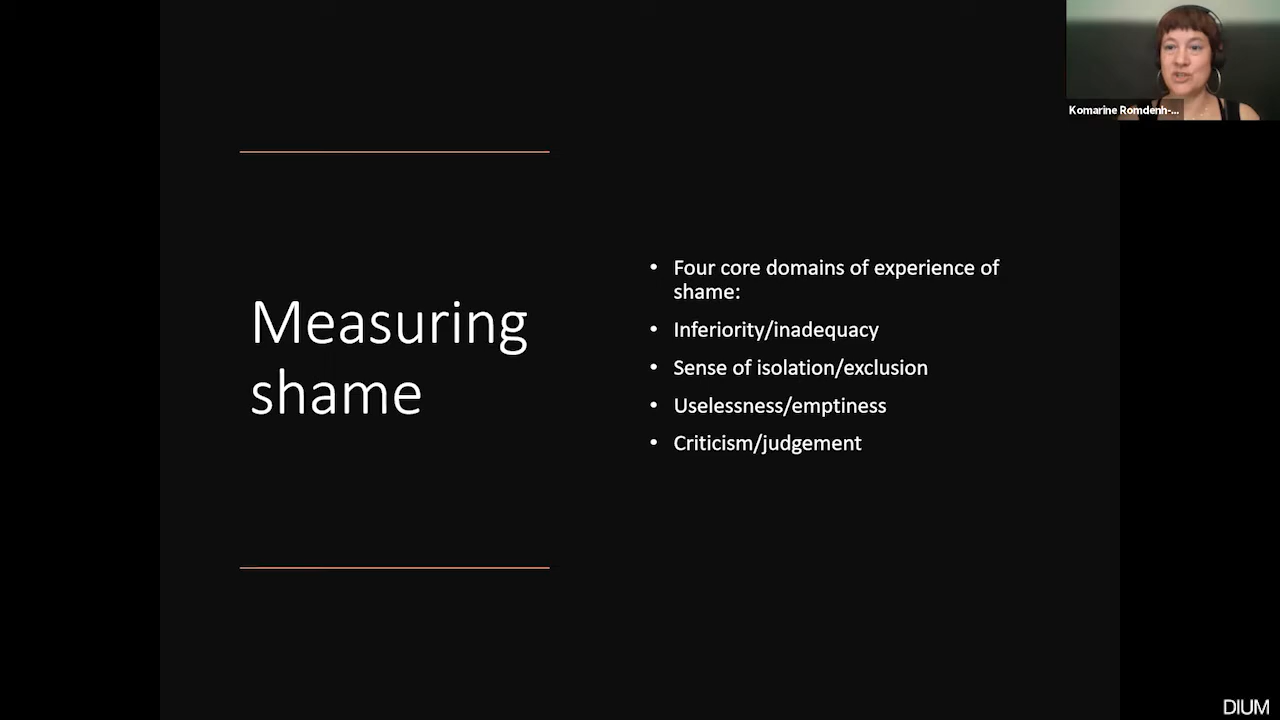 Komarine Romdenh-...
Measuring
shame
• Four core domains of experience of
shame:
• Inferiority/inadequacy
• Sense of isolation/exclusion
• Uselessness/emptiness
• Criticism/judgement
DIUM